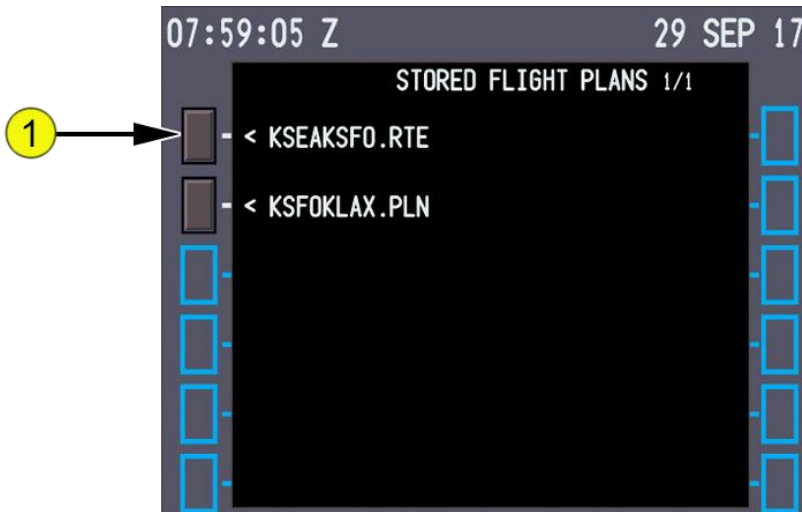 07:59:05 Z 29 SEP 17
STORED FLIGHT PLANS 1/1
1
< KSEAKSFO.RTE
< KSFOKLAX.PLN